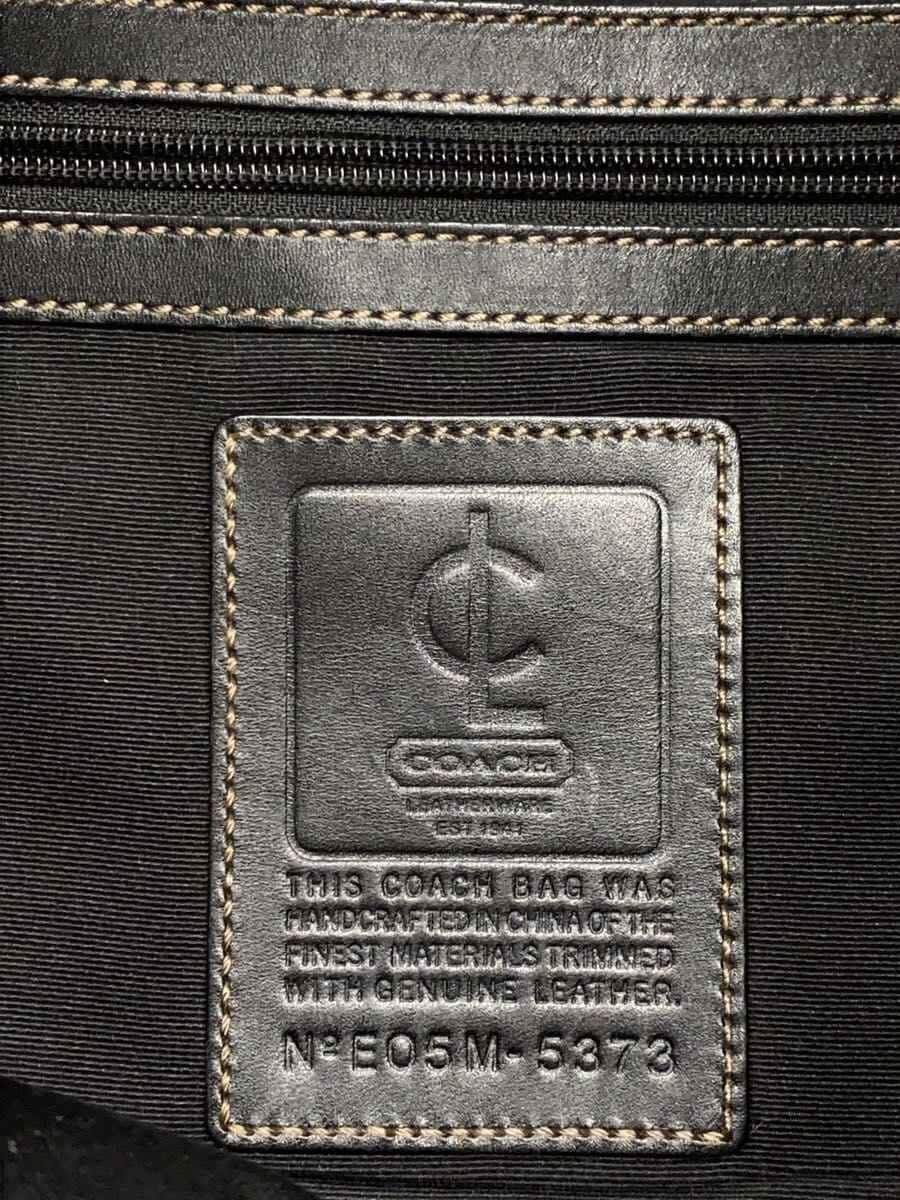 CL
COACH
LEATHERWARE
EST. 1941
THIS COACH BAG WAS
HANDCRAFTED IN CHINA OF THE
FINEST MATERIALS TRIMMED
WITH GENUINE LEATHER.
Nº E05M-5373